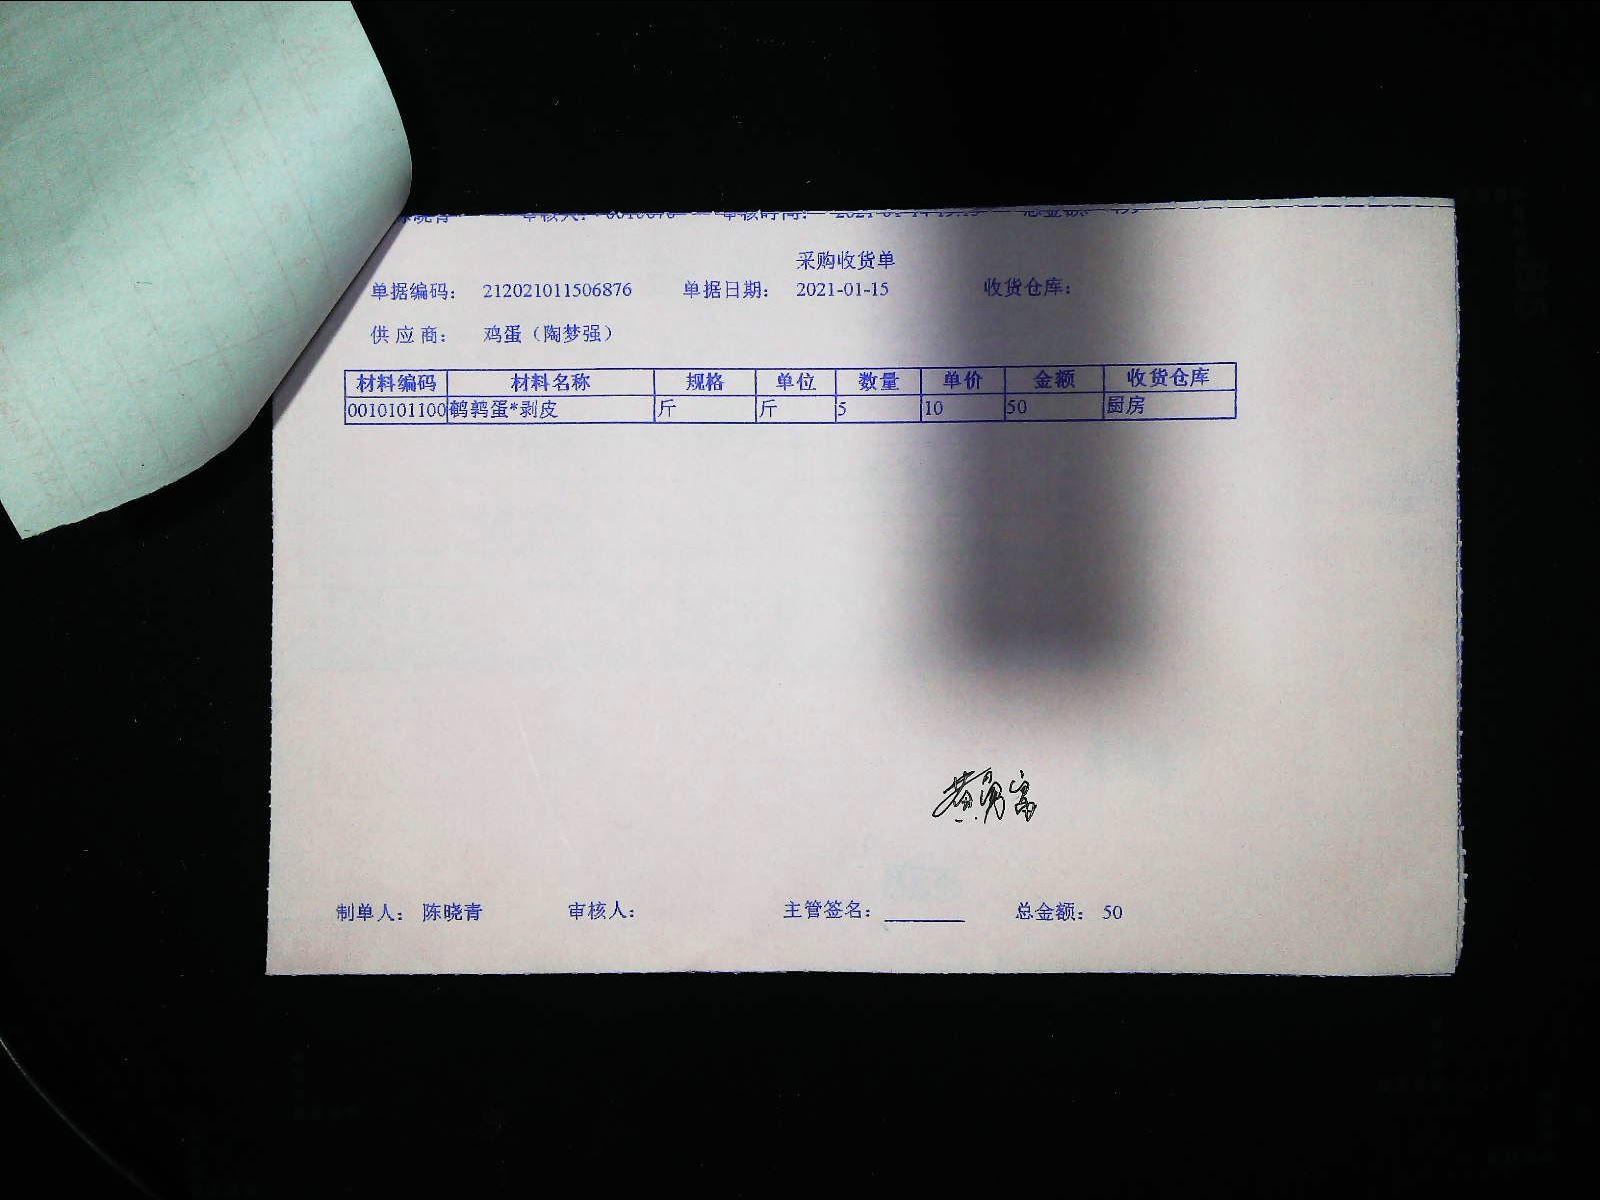 采购收货单
单据编码： 212021011506876 单据日期： 2021-01-15 收货仓库：
供 应 商： 鸡蛋（陶梦强）
材料编码 材料名称 规格 单位 数量 单价 金额 收货仓库
0010101100 鹌鹑蛋*剥皮 斤 斤 5 10 50 厨房
黄勇富
制单人： 陈晓青 审核人： 主管签名： 总金额： 50